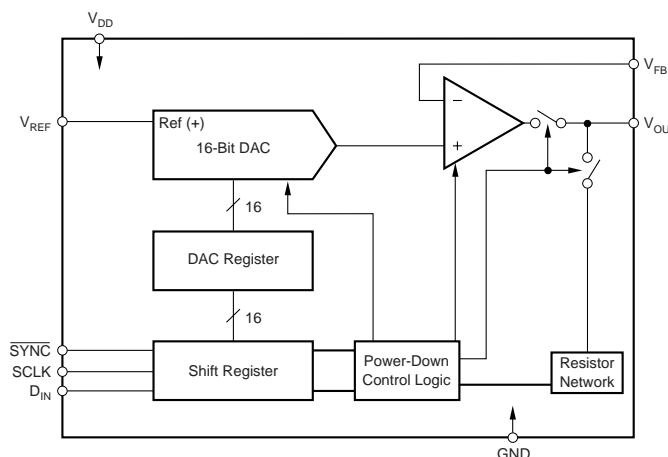 VDD
VFB
VREF
Ref (+)
16-Bit DAC
−
+
VOU
16
DAC Register
16
SYNC
SCLK
DIN
Shift Register
Power-Down
Control Logic
Resistor
Network
GND